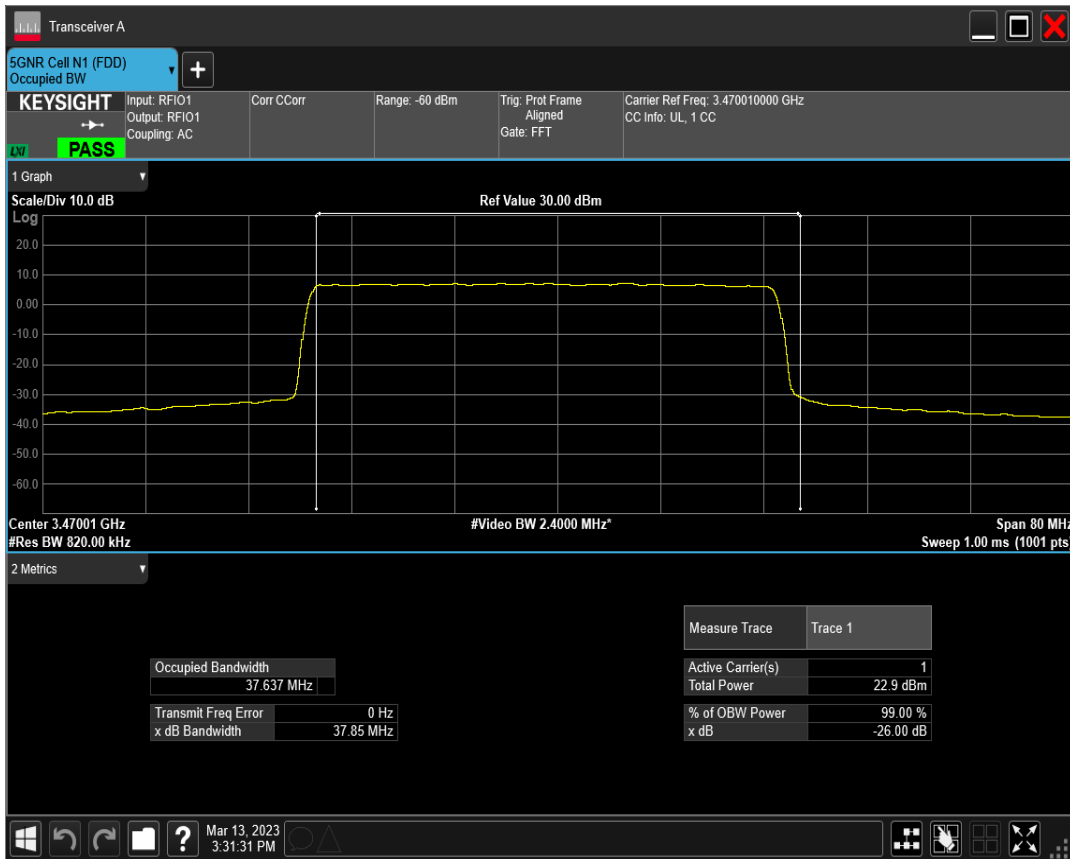 Transceiver A
5GNR Cell N1 (FDD)
Occupied BW
+
KEYSIGHT
LXI
PASS
Input: RFIO1
Output: RFIO1
Coupling: AC
Corr CCorr
Range: -60 dBm
Trig: Prot Frame
Aligned
Gate: FFT
Carrier Ref Freq: 3.470010000 GHz
CC Info: UL, 1 CC
1 Graph
Scale/Div 10.0 dB
Ref Value 30.00 dBm
Log
20.0
10.0
0.00
-10.0
-20.0
-30.0
-40.0
-50.0
-60.0
Center 3.47001 GHz
#Video BW 2.4000 MHz*
Span 80 MHz
#Res BW 820.00 kHz
Sweep 1.00 ms (1001 pts)
2 Metrics
Measure Trace Trace 1
Occupied Bandwidth
37.637 MHz
Active Carrier(s) 1
Total Power 22.9 dBm
Transmit Freq Error 0 Hz
x dB Bandwidth 37.85 MHz
% of OBW Power 99.00 %
x dB -26.00 dB
?
Mar 13, 2023
3:31:31 PM